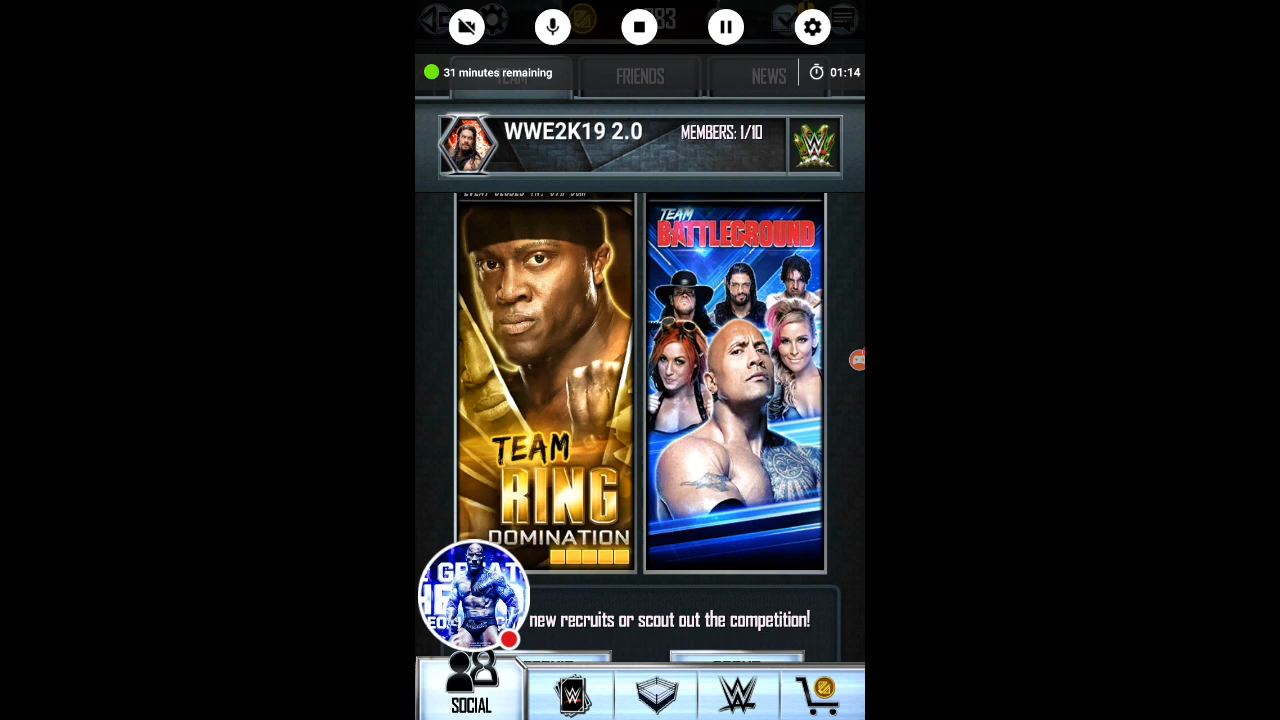 31 minutes remaining
01:14
TEAM
FRIENDS
NEWS
WWE2K19 2.0
MEMBERS: 1/10
TEAM
BATTLEGROUND
TEAM
RING
DOMINATION
new recruits or scout out the competition!
SOCIAL